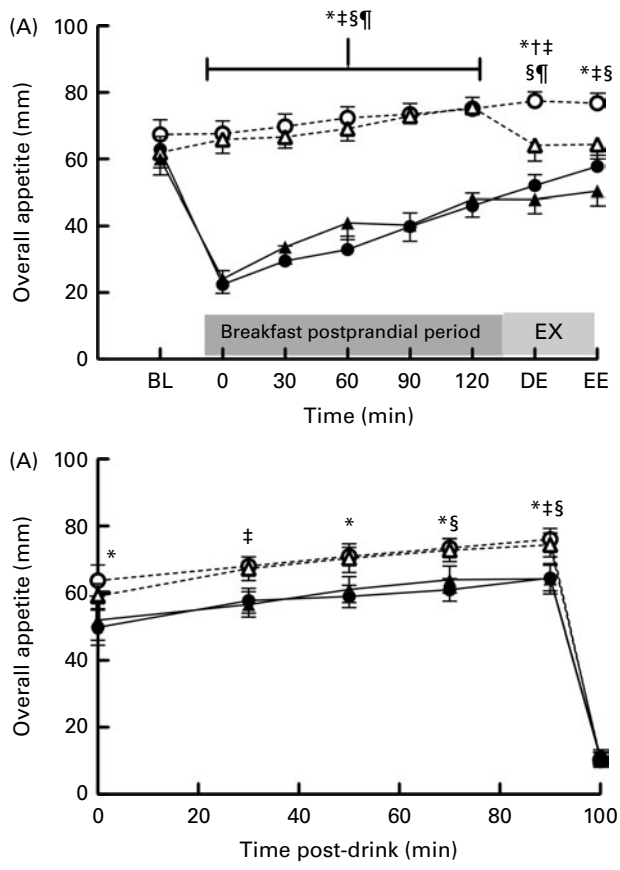 (A)
100
80
60
40
20
0
Overall appetite (mm)
*‡§¶
*†‡
§¶
*‡§
Breakfast postprandial period
EX
BL 0 30 60 90 120 DE EE
Time (min)
(A)
100
80
60
40
20
0
Overall appetite (mm)
*
‡
*
*§
*‡§
0 20 40 60 80 100
Time post-drink (min)